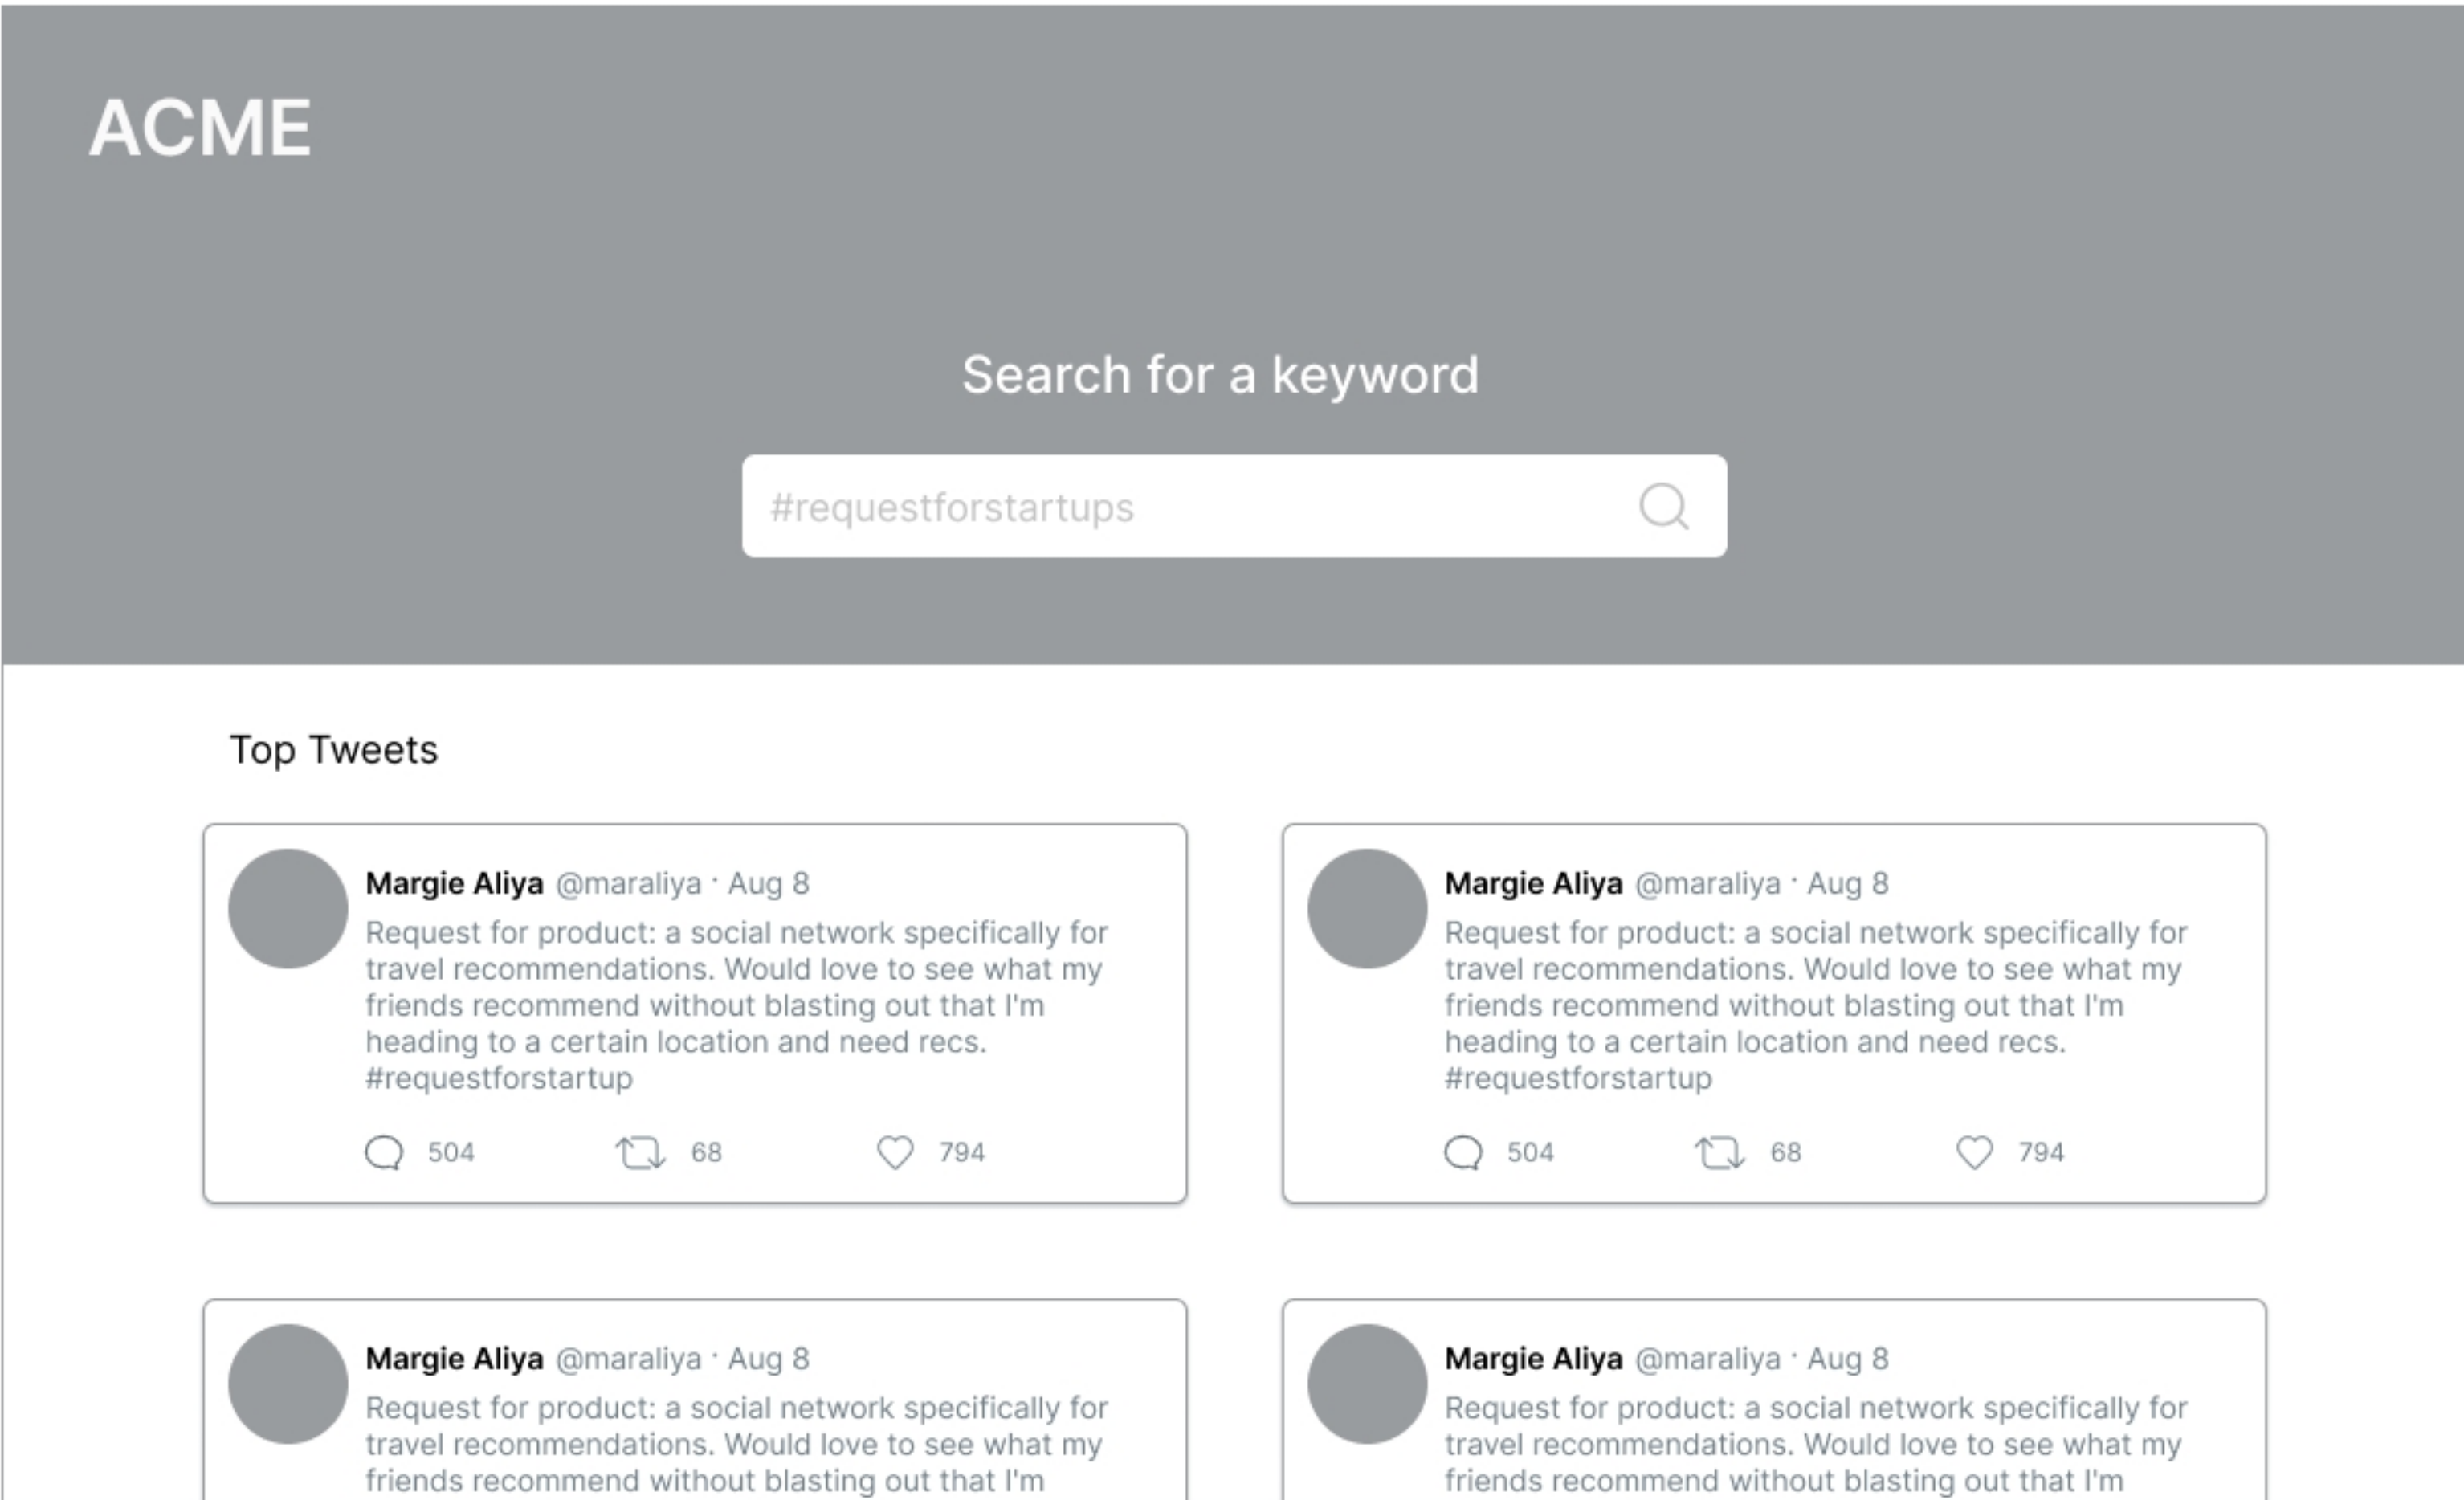 ACME
Search for a keyword
#requestforstartups
Top Tweets
Margie Aliya @maraliya · Aug 8
Request for product: a social network specifically for
travel recommendations. Would love to see what my
friends recommend without blasting out that I'm
heading to a certain location and need recs.
#requestforstartup
504 68 794
Margie Aliya @maraliya · Aug 8
Request for product: a social network specifically for
travel recommendations. Would love to see what my
friends recommend without blasting out that I'm
heading to a certain location and need recs.
#requestforstartup
504 68 794
Margie Aliya @maraliya · Aug 8
Request for product: a social network specifically for
travel recommendations. Would love to see what my
friends recommend without blasting out that I'm
Margie Aliya @maraliya · Aug 8
Request for product: a social network specifically for
travel recommendations. Would love to see what my
friends recommend without blasting out that I'm